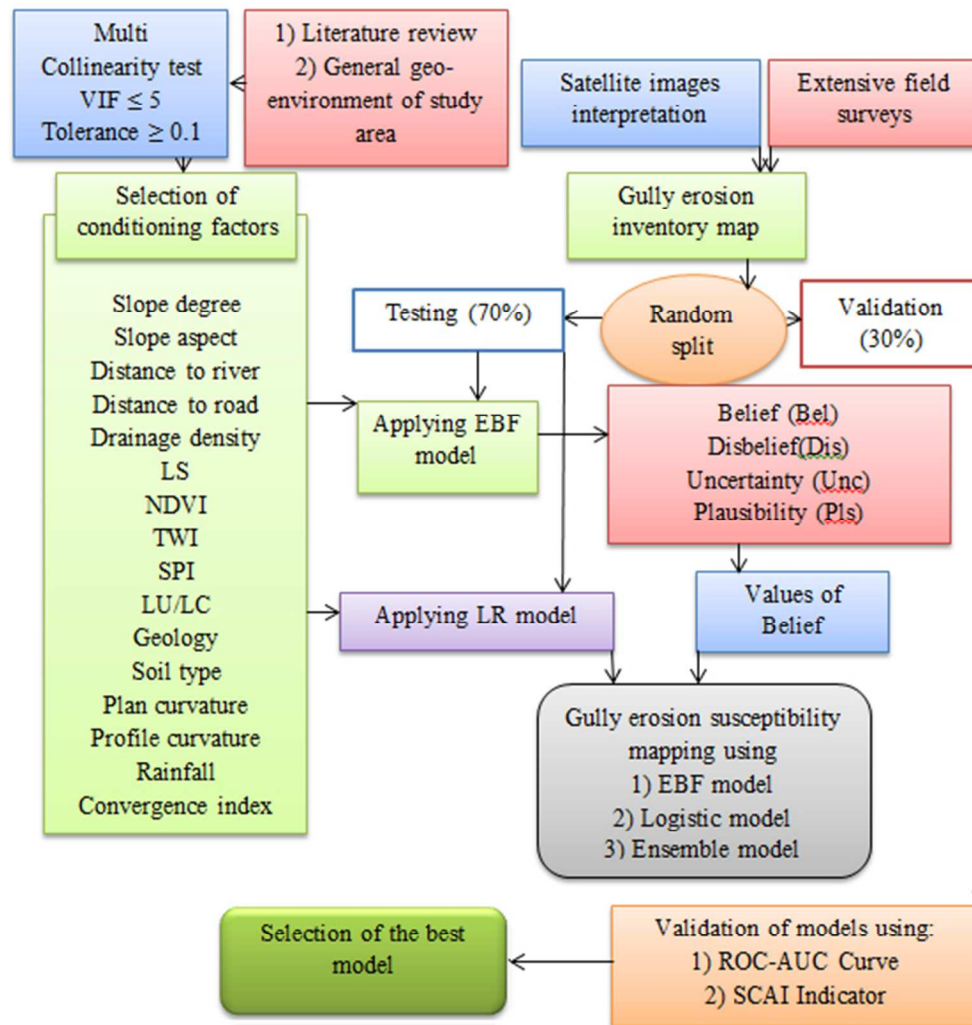 Multi
Collinearity test
VIF ≤ 5
Tolerance ≥ 0.1
1) Literature review
2) General geo-
environment of study
area
Satellite images
interpretation
Extensive field
surveys
Selection of
conditioning factors
Gully erosion
inventory map
Slope degree
Slope aspect
Distance to river
Distance to road
Drainage density
LS
NDVI
TWI
SPI
LU/LC
Geology
Soil type
Plan curvature
Profile curvature
Rainfall
Convergence index
Testing (70%)
Random
split
Validation
(30%)
Applying EBF
model
Belief (Bel)
Disbelief(Dis)
Uncertainty (Unc)
Plausibility (Pls)
Applying LR model
Values of
Belief
Gully erosion susceptibility
mapping using
1) EBF model
2) Logistic model
3) Ensemble model
Selection of the best
model
Validation of models using:
1) ROC-AUC Curve
2) SCAI Indicator